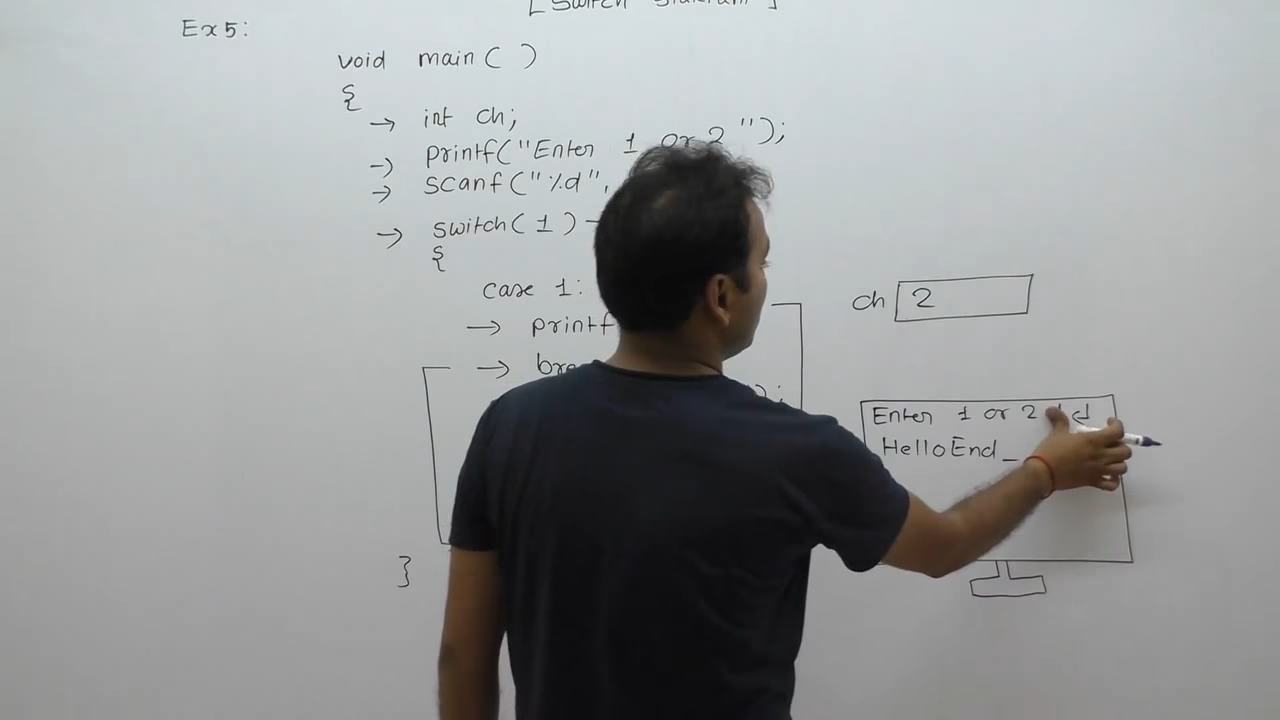 Ex5:
void main( )
{
→ int ch;
→ printf("Enter 1 or 2 ");
→ scanf("%d",
→ switch( 1 )
{
case 1:
→ printf
→
);
}
ch 2
Enter 1 or 2
HelloEnd_